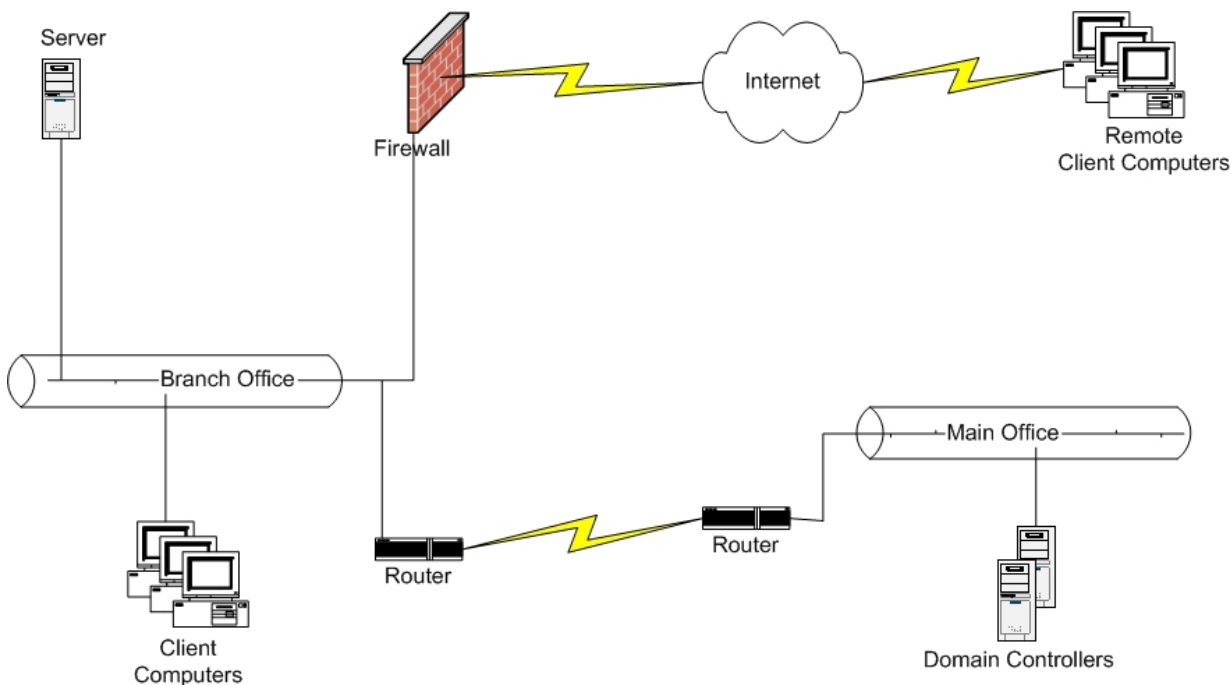 Server
Firewall
Internet
Remote
Client Computers
Branch Office
Main Office
Router
Router
Client
Computers
Domain Controllers